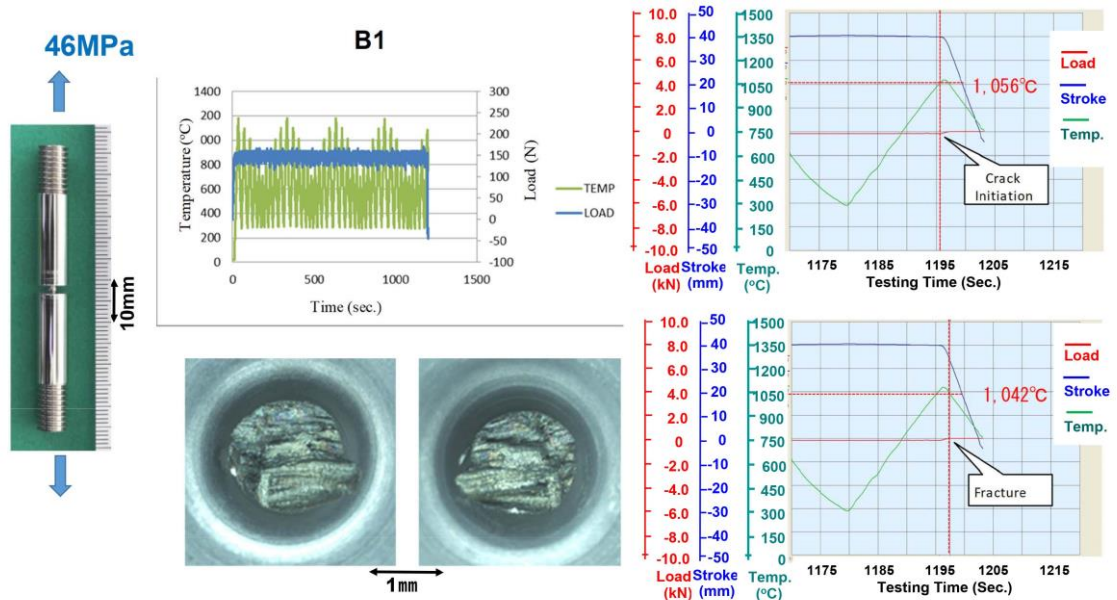 46MPa
B1
10mm
Temperature (°C)
1400
200
200
000
800
600
400
200
0
300
250
200
150
100
50
0
-50
-100
Load (N)
TEMP
LOAD
0 500 1000 1500
Time (sec.)
1㎜
10.0
8.0
6.0
4.0
2.0
0
-2.0
-4.0
-6.0
-8.0
-10.0
Load
(kN)
50
40
30
20
10
0
-10
-20
-30
-40
-50
Stroke
(mm)
1500
1350
1200
1050
900
750
600
450
300
150
0
Temp.
(°C)
1,056℃
Crack
Initiation
Load
Stroke
Temp.
1175 1185 1195 1205 1215
Testing Time (Sec.)
10.0
8.0
6.0
4.0
2.0
0
-2.0
-4.0
-6.0
-8.0
-10.0
Load
(kN)
50
40
30
20
10
0
-10
-20
-30
-40
-50
Stroke
(mm)
1500
1350
1200
1050
900
750
600
450
300
150
0
Temp.
(°C)
1,042℃
Fracture
Load
Stroke
Temp.
1175 1185 1195 1205 1215
Testing Time (Sec.)